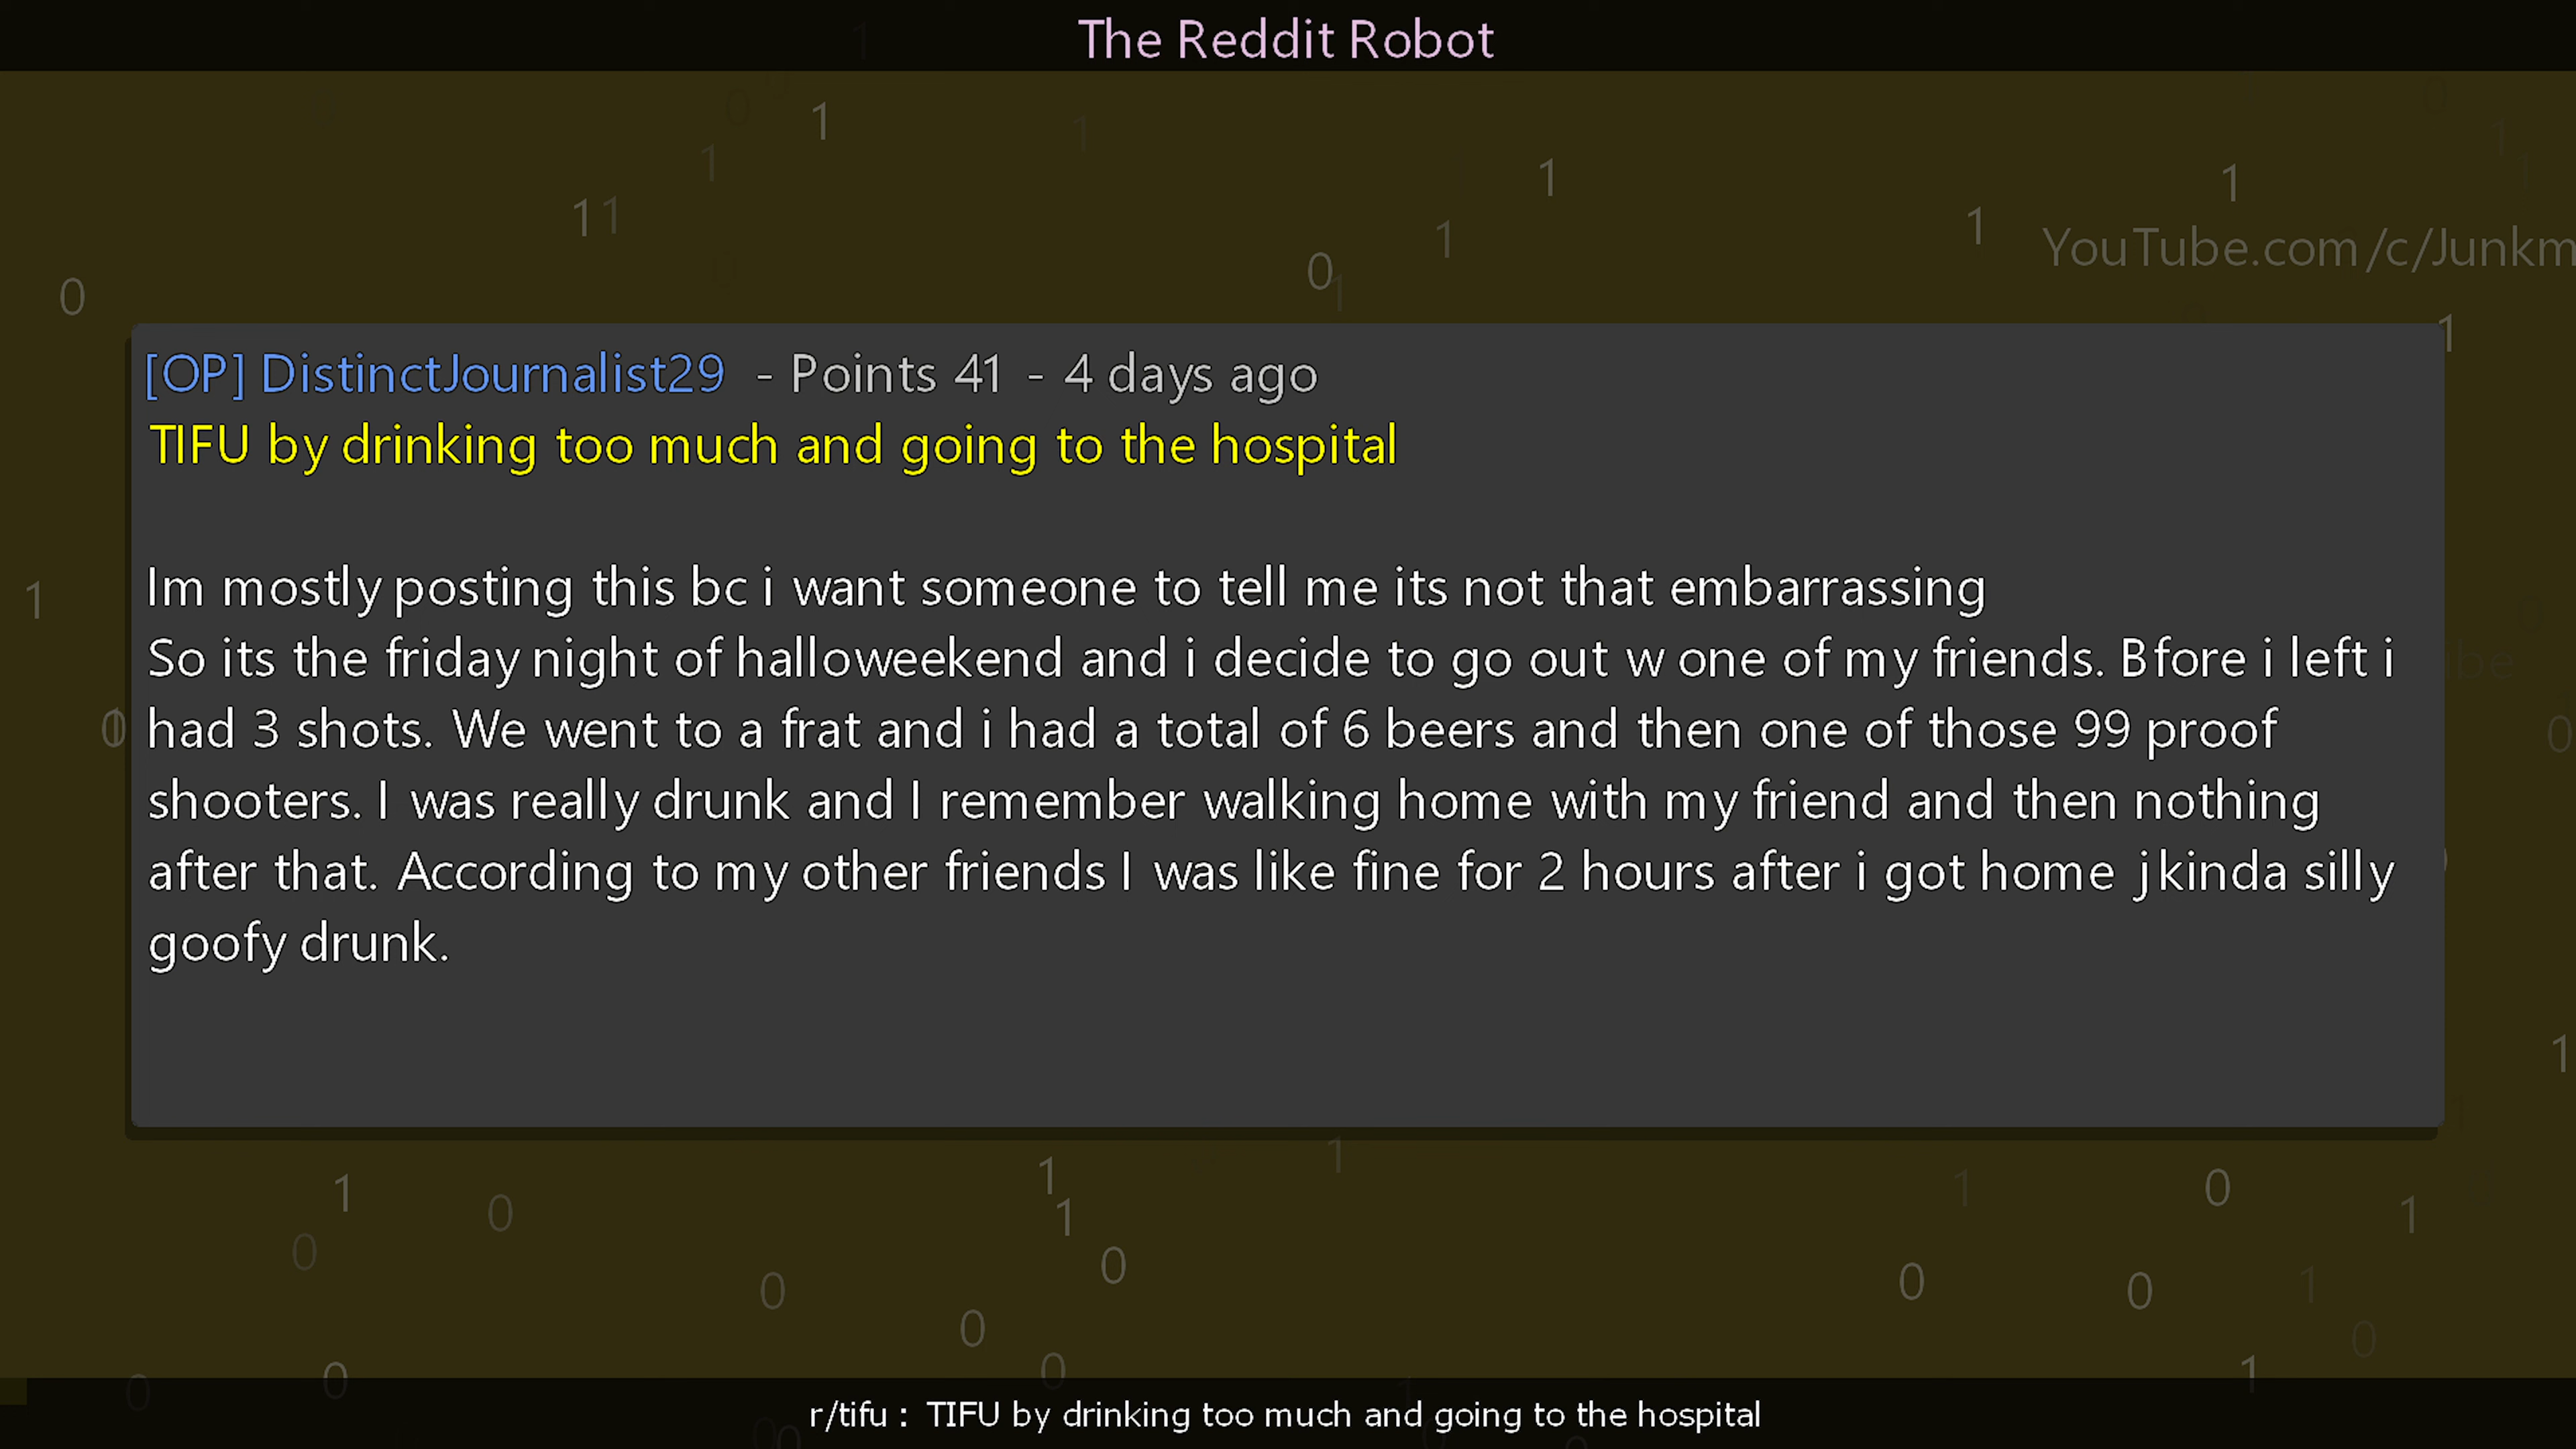 The Reddit Robot
YouTube.com/c/Junkm
[OP] DistinctJournalist29 - Points 41 - 4 days ago
TIFU by drinking too much and going to the hospital
Im mostly posting this bc i want someone to tell me its not that embarrassing
So its the friday night of halloweekend and i decide to go out w one of my friends. Bfore i left i
had 3 shots. We went to a frat and i had a total of 6 beers and then one of those 99 proof
shooters. I was really drunk and I remember walking home with my friend and then nothing
after that. According to my other friends I was like fine for 2 hours after i got home j kinda silly
goofy drunk.
r/tifu : TIFU by drinking too much and going to the hospital